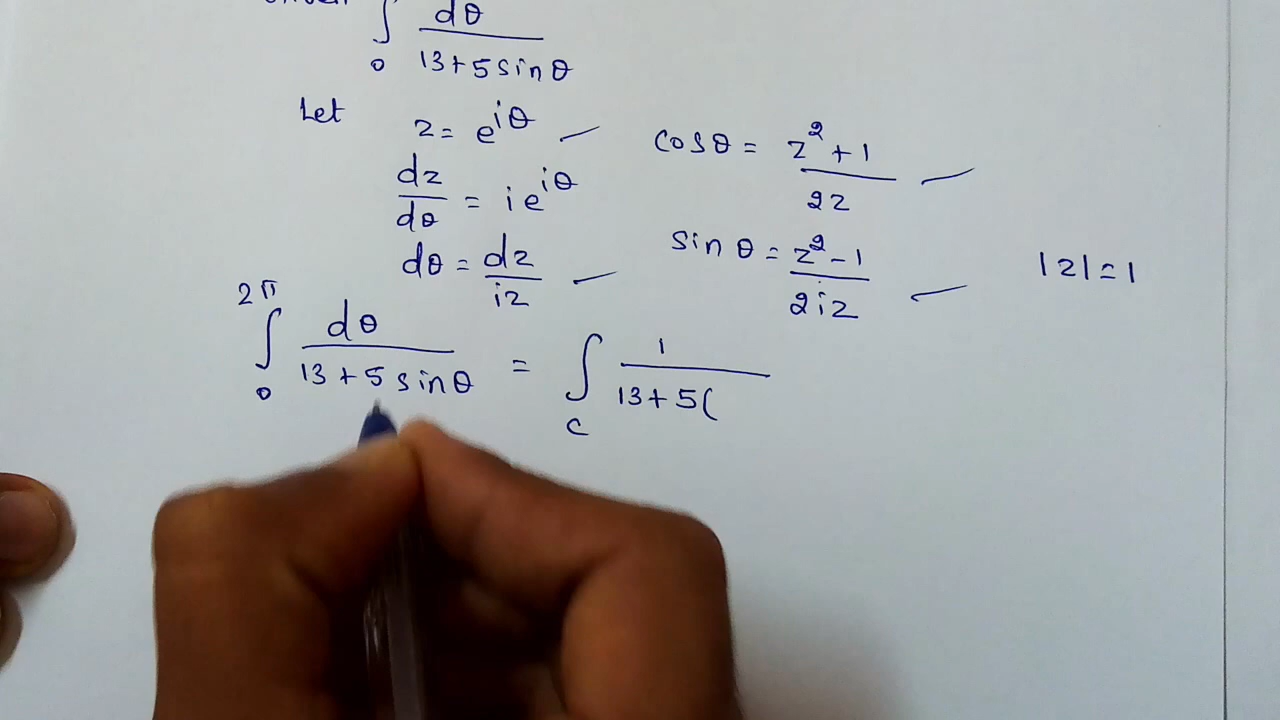 ∫ dθ
0 13+5sinθ
Let z = e^iθ cosθ = z²+1 / 2z
dz/dθ = ie^iθ
dθ = dz/iz sinθ = z²-1 / 2iz |z|=1
2π
∫ dθ / 13+5sinθ = ∫ 1 / 13+5(
0 C